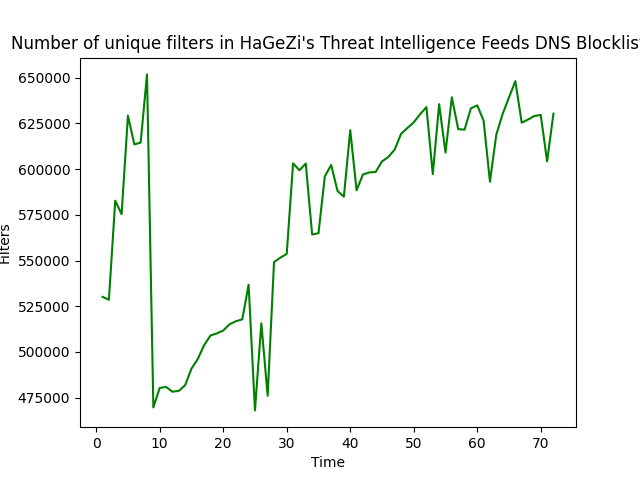 Number of unique filters in HaGeZi's Threat Intelligence Feeds DNS Blocklist
650000
625000
600000
575000
550000
525000
500000
475000
Filters
0 10 20 30 40 50 60 70
Time